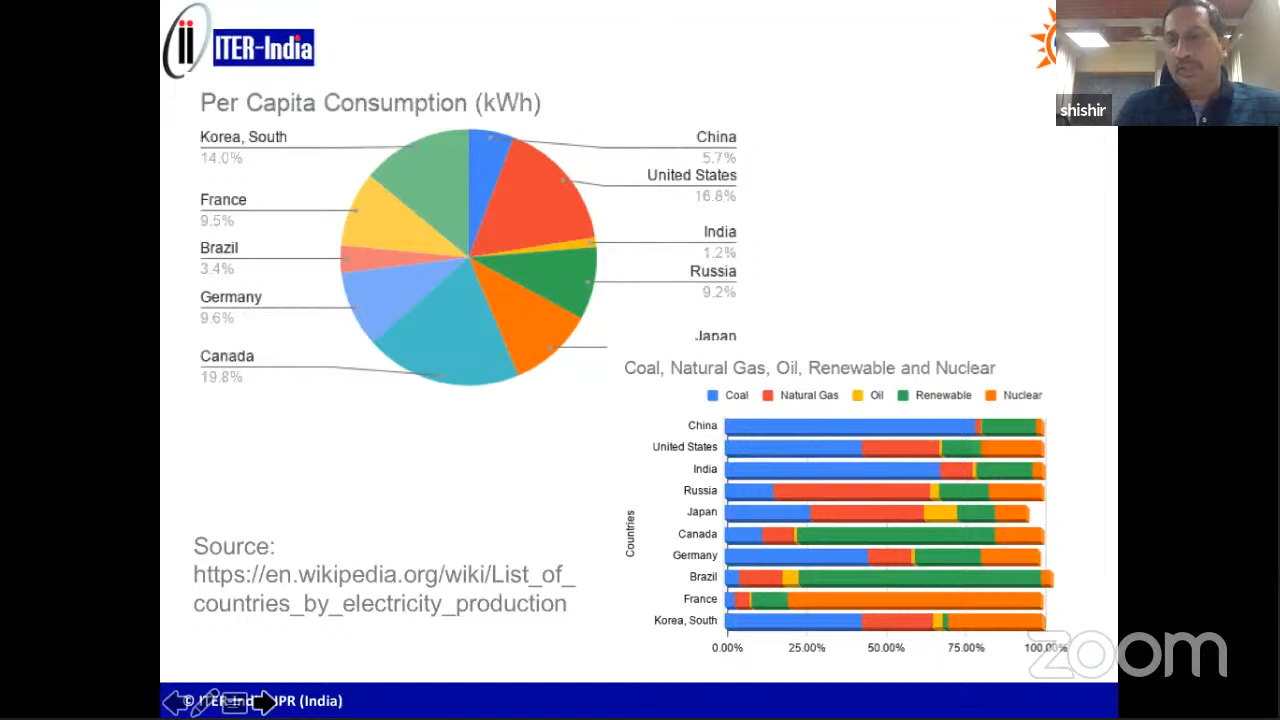 ITER-India
shishir
Per Capita Consumption (kWh)
Korea, South
14.0%
France
9.5%
Brazil
3.4%
Germany
9.6%
Canada
19.8%
China
5.7%
United States
16.8%
India
1.2%
Russia
9.2%
Japan
Coal, Natural Gas, Oil, Renewable and Nuclear
Coal
Natural Gas
Oil
Renewable
Nuclear
Countries
China
United States
India
Russia
Japan
Canada
Germany
Brazil
France
Korea, South
0.00%
25.00%
50.00%
75.00%
100.00%
Source:
https://en.wikipedia.org/wiki/List_of_
countries_by_electricity_production
zoom
© ITER-India, IPR (India)